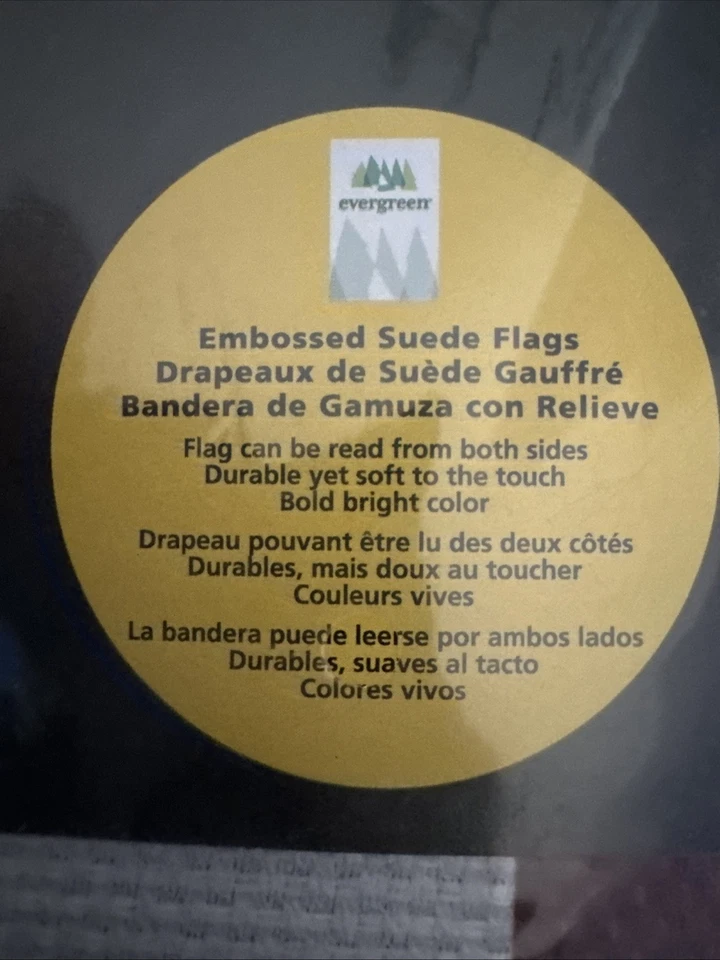 evergreen
Embossed Suede Flags
Drapeaux de Suède Gauffré
Bandera de Gamuza con Relieve
Flag can be read from both sides
Durable yet soft to the touch
Bold bright color
Drapeau pouvant être lu des deux côtés
Durables, mais doux au toucher
Couleurs vives
La bandera puede leerse por ambos lados
Durables, suaves al tacto
Colores vivos